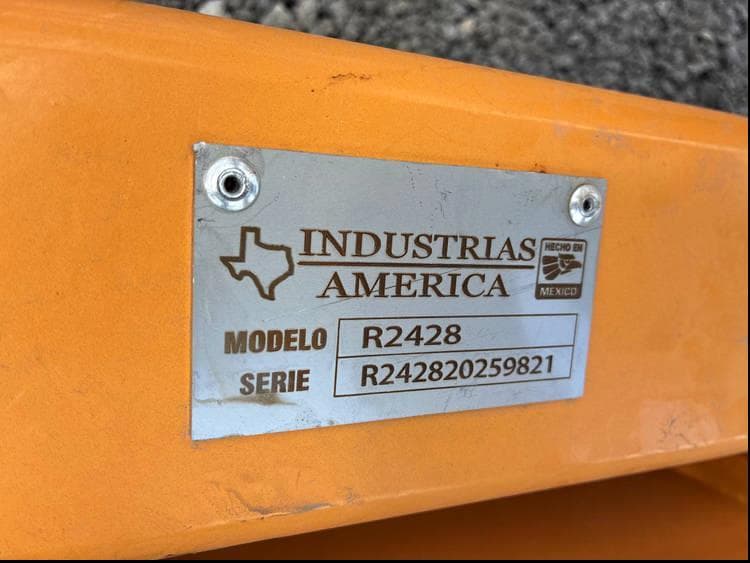 INDUSTRIAS
AMERICA
HECHO EN
MEXICO
MODELO R2428
SERIE R242820259821